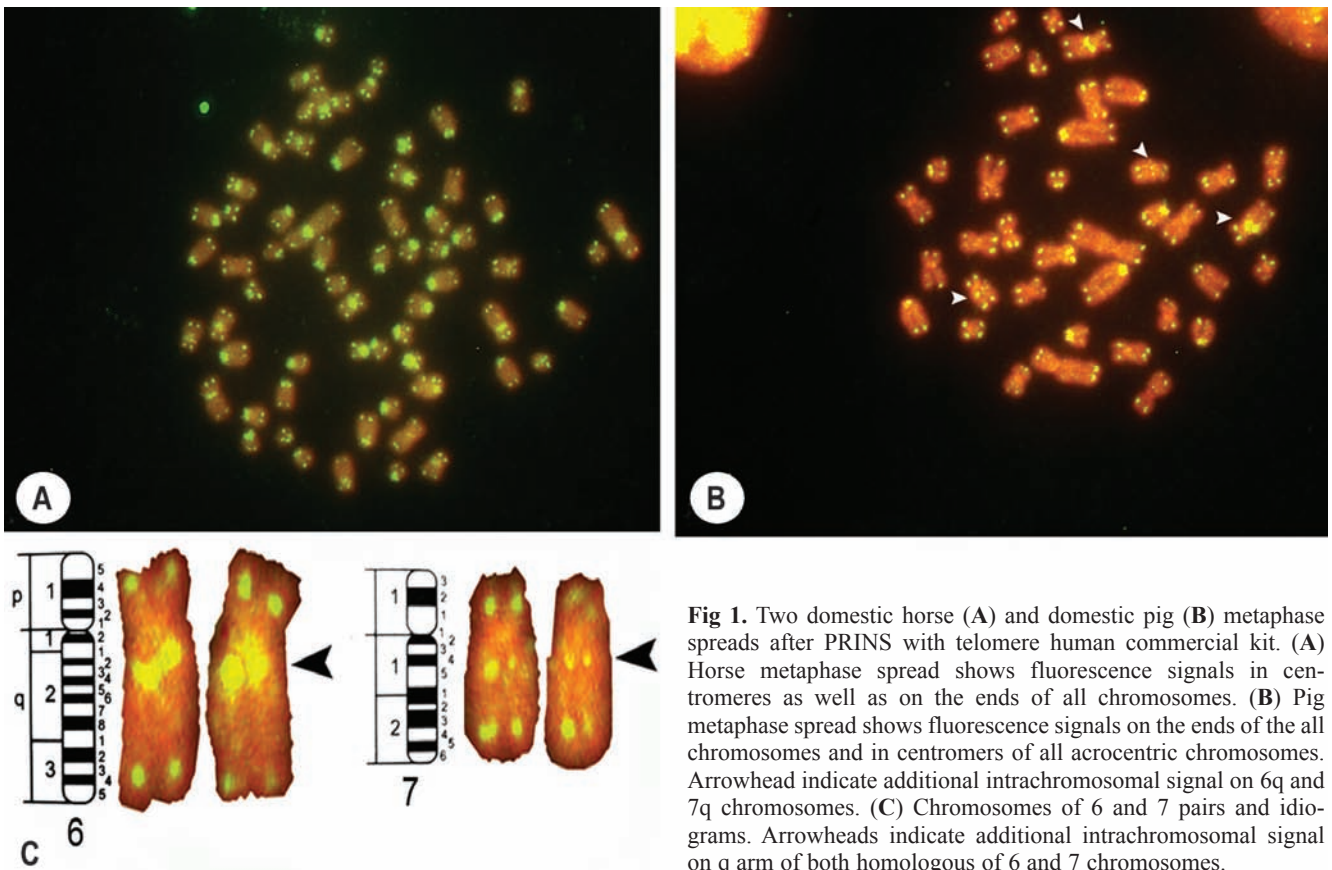 A
B
p
q
1
1
2
3
5
4
3
2
1
2
1
2
3
4
5
6
7
8
1
2
3
4
5
6
1
1
2
3
2
1
1
2
3
4
5
1
2
3
4
5
6
7
C
Fig 1. Two domestic horse (A) and domestic pig (B) metaphase
spreads after PRINS with telomere human commercial kit. (A)
Horse metaphase spread shows fluorescence signals in cen-
tromeres as well as on the ends of all chromosomes. (B) Pig
metaphase spread shows fluorescence signals on the ends of the all
chromosomes and in centromers of all acrocentric chromosomes.
Arrowhead indicate additional intrachromosomal signal on 6q and
7q chromosomes. (C) Chromosomes of 6 and 7 pairs and idio-
grams. Arrowheads indicate additional intrachromosomal signal
on q arm of both homologous of 6 and 7 chromosomes.